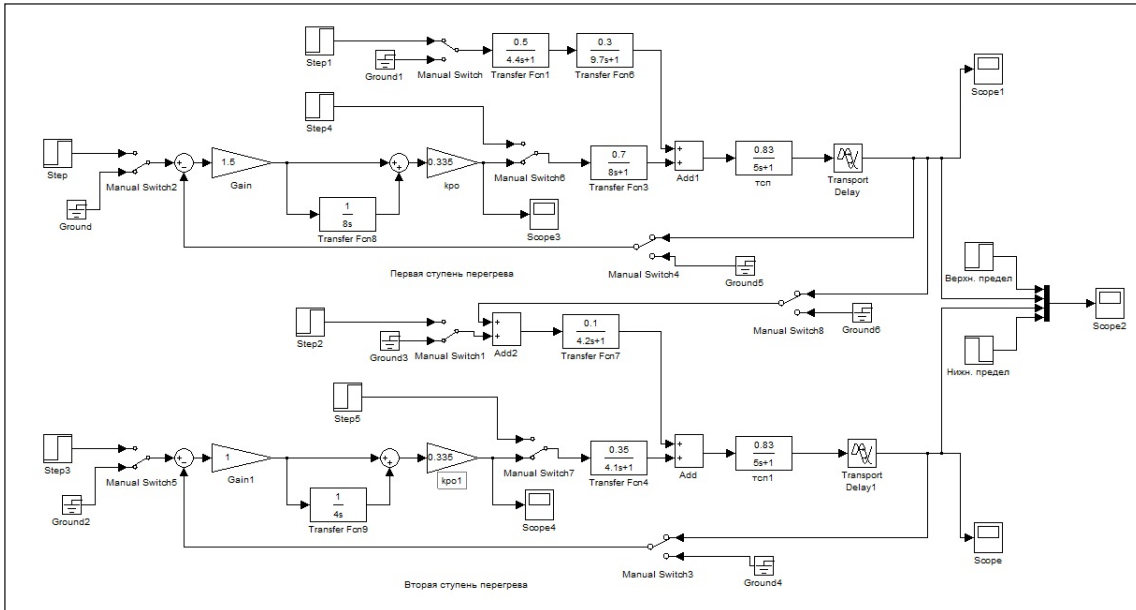 Step1
Ground1
Manual Switch
0.5
4.4s+1
Transfer Fcn1
0.3
9.7s+1
Transfer Fcn6
Scope1
Step4
Step
Ground
Manual Switch2
1.5
Gain
1
8s
Transfer Fcn8
0.335
kpo
Scope3
Manual Switch6
0.7
8s+1
Transfer Fcn3
Add1
0.83
5s+1
тсп
Transport
Delay
Manual Switch4
Ground5
Первая ступень перегрева
Верхн. предел
Step2
Ground3
Manual Switch1
Add2
0.1
4.2s+1
Transfer Fcn7
Manual Switch8
Ground6
Scope2
Нижн. предел
Step5
Step3
Ground2
Manual Switch5
1
Gain1
1
4s
Transfer Fcn9
0.335
kpo1
Scope4
Manual Switch7
0.35
4.1s+1
Transfer Fcn4
Add
0.83
5s+1
тсп1
Transport
Delay1
Scope
Manual Switch3
Ground4
Вторая ступень перегрева